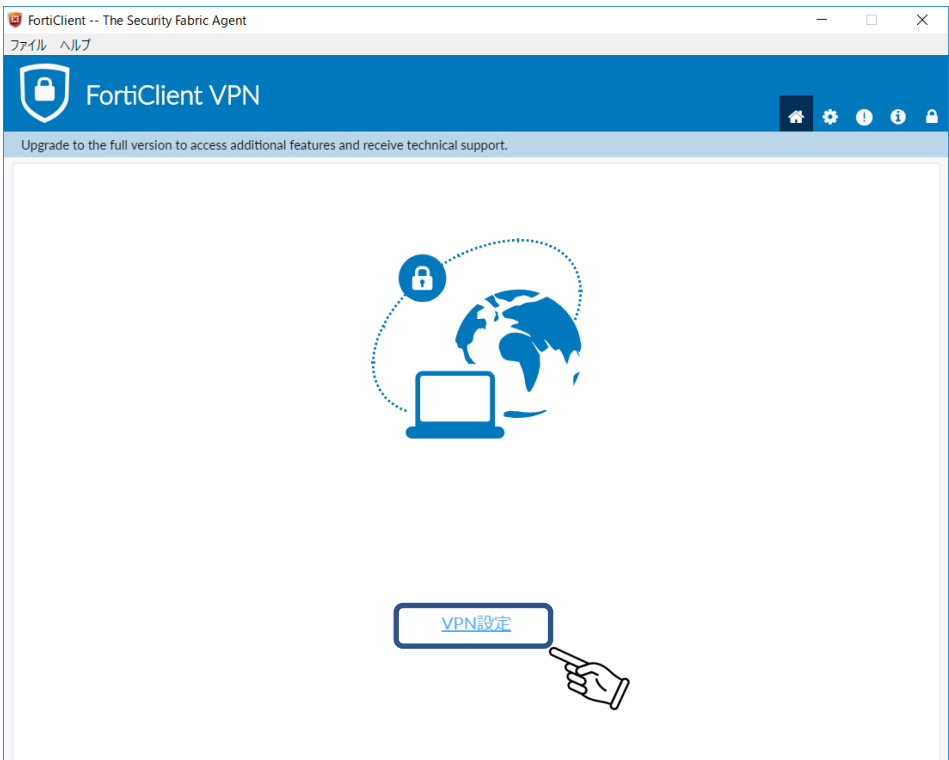 FortiClient -- The Security Fabric Agent
ファイル ヘルプ
FortiClient VPN
Upgrade to the full version to access additional features and receive technical support.
VPN設定